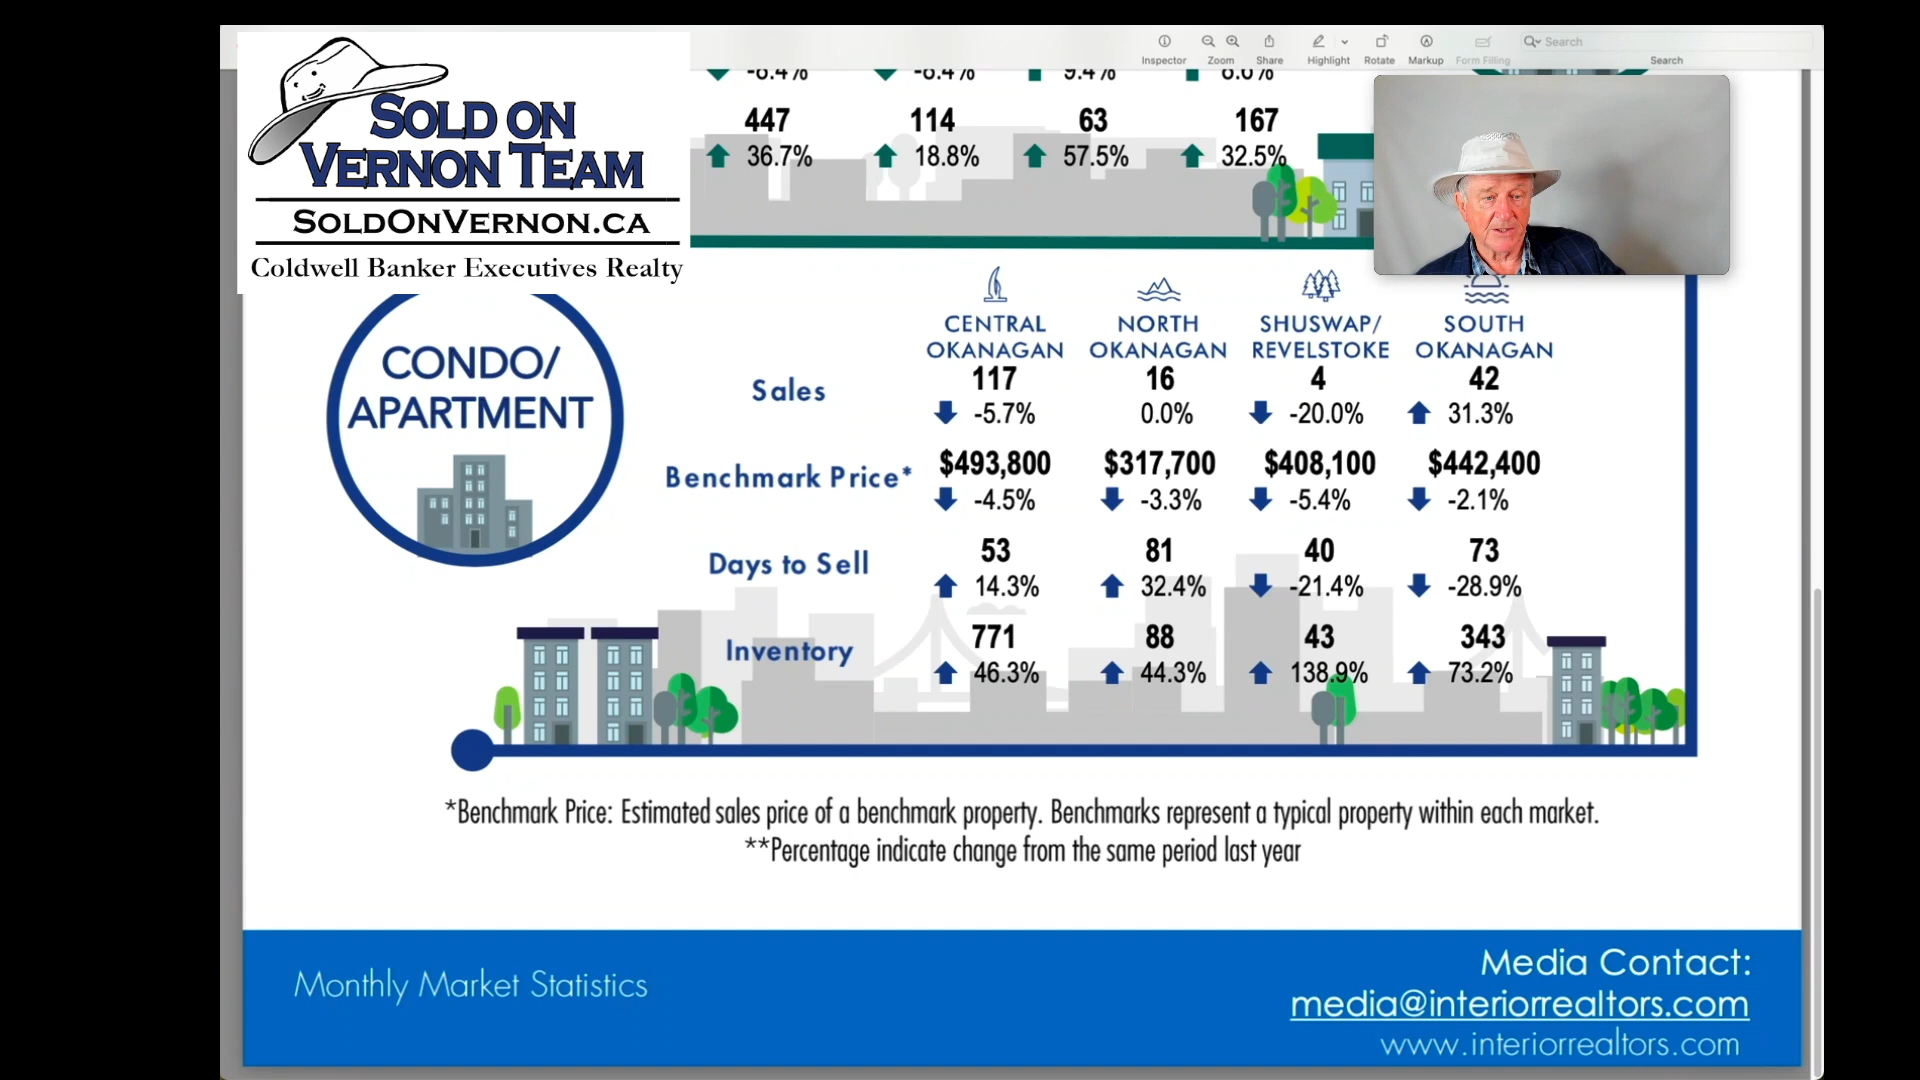 Inspector
Zoom
Share
Highlight
Rotate
Markup
Form Filling
Search
Search
SOLD ON
VERNON TEAM
SOLDONVERNON.CA
Coldwell Banker Executives Realty
447 114 63 167
36.7% 18.8% 57.5% 32.5%
CONDO/
APARTMENT
CENTRAL OKANAGAN
NORTH OKANAGAN
SHUSWAP/ REVELSTOKE
SOUTH OKANAGAN
Sales
117 16 4 42
-5.7% 0.0% -20.0% 31.3%
Benchmark Price*
$493,800 $317,700 $408,100 $442,400
-4.5% -3.3% -5.4% -2.1%
Days to Sell
53 81 40 73
14.3% 32.4% -21.4% -28.9%
Inventory
771 88 43 343
46.3% 44.3% 138.9% 73.2%
*Benchmark Price: Estimated sales price of a benchmark property. Benchmarks represent a typical property within each market.
**Percentage indicate change from the same period last year
Monthly Market Statistics
Media Contact:
media@interiorrealtors.com
www.interiorrealtors.com